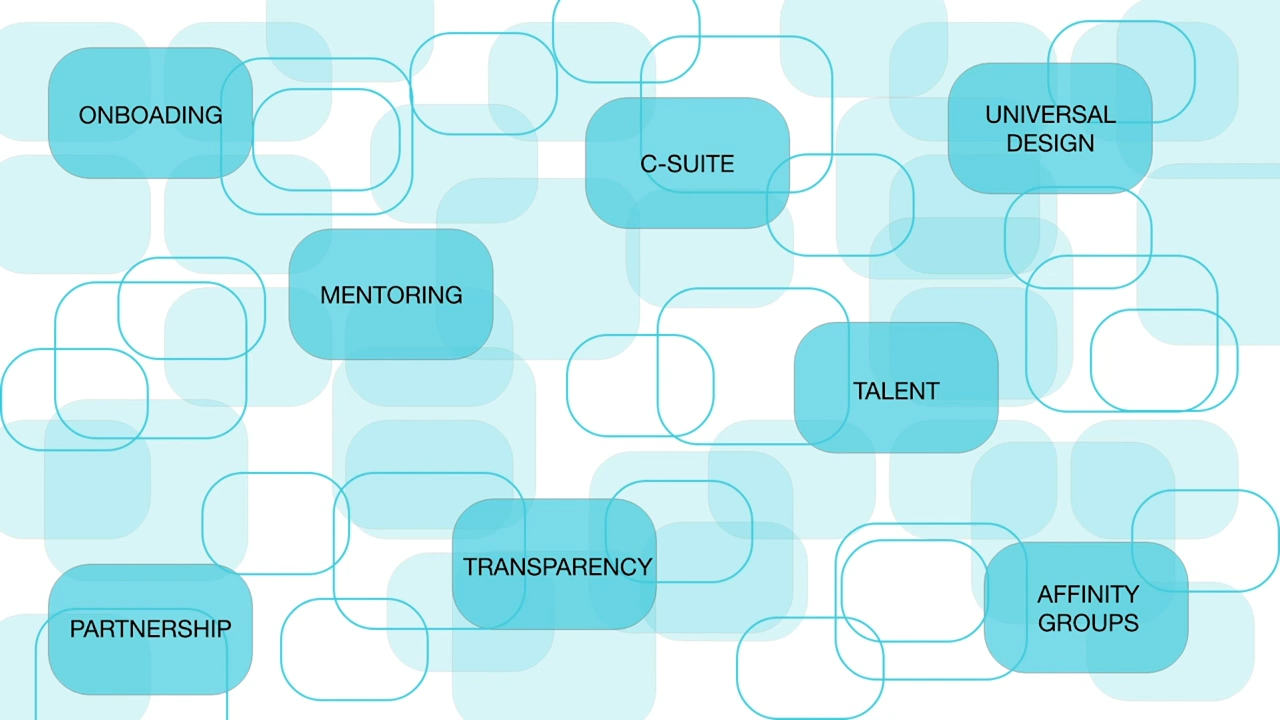 ONBOADING
C-SUITE
UNIVERSAL
DESIGN
MENTORING
TALENT
TRANSPARENCY
PARTNERSHIP
AFFINITY
GROUPS